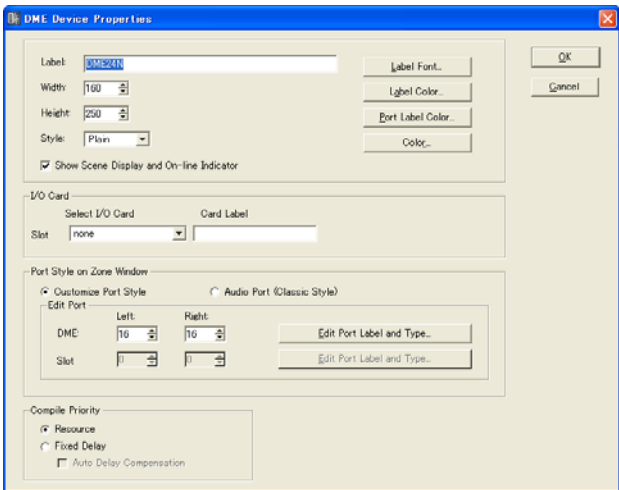 DME Device Properties
Label: DME24N
Label Font...
OK
Width: 160
Label Color...
Cancel
Height: 250
Port Label Color...
Style: Plain
Color...
Show Scene Display and On-line Indicator
I/O Card
Select I/O Card Card Label
Slot none
Port Style on Zone Window
Customize Port Style Audio Port (Classic Style)
Edit Port
Left: Right:
DME: 16 16 Edit Port Label and Type...
Slot 0 0 Edit Port Label and Type...
Compile Priority
Resource
Fixed Delay
Auto Delay Compensation